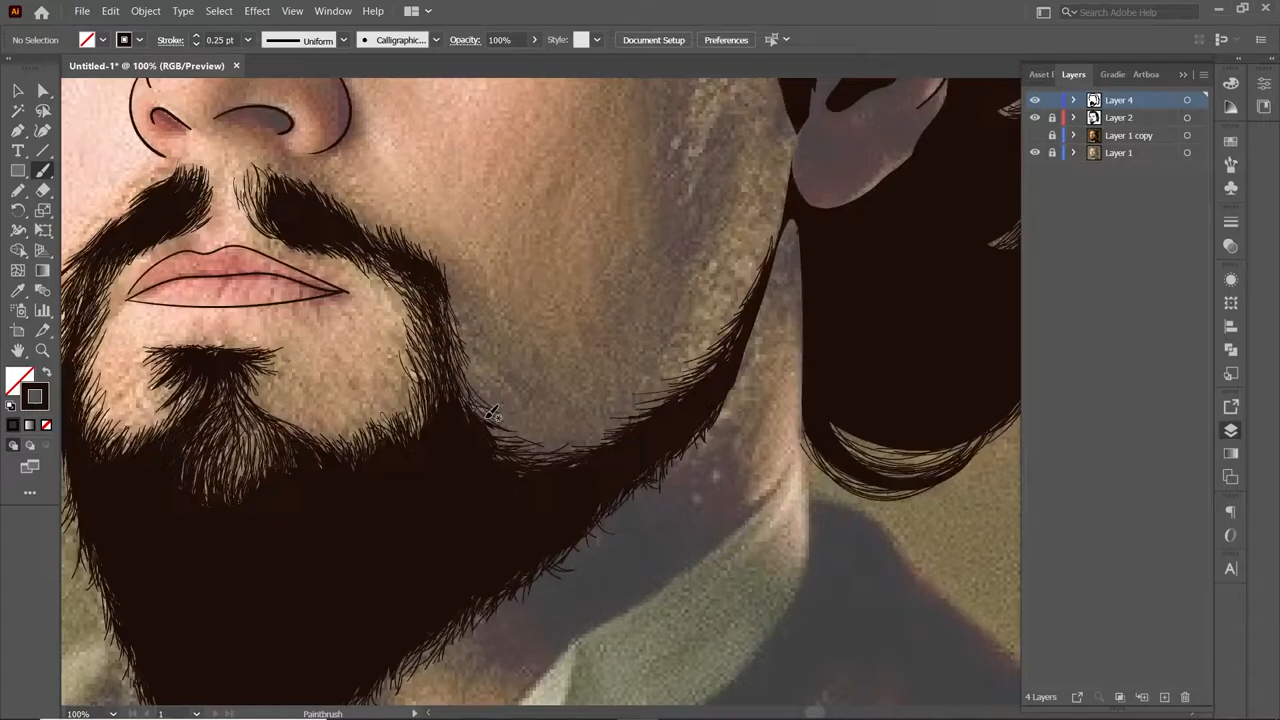 Ai File Edit Object Type Select Effect View Window Help Search Adobe Help
No Selection Stroke: 0.25 pt Uniform Calligraphic... Opacity: 100% Style: Document Setup Preferences
Untitled-1* @ 100% (RGB/Preview) ×
Asset E Layers Gradie Artboa
Layer 4
Layer 2
Layer 1 copy
Layer 1
4 Layers
100% 1 Paintbrush